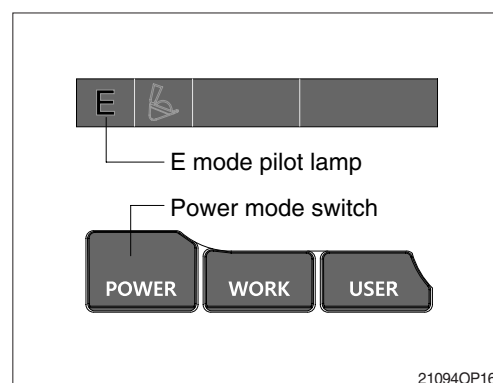 E
E mode pilot lamp
Power mode switch
POWER WORK USER
21094OP16